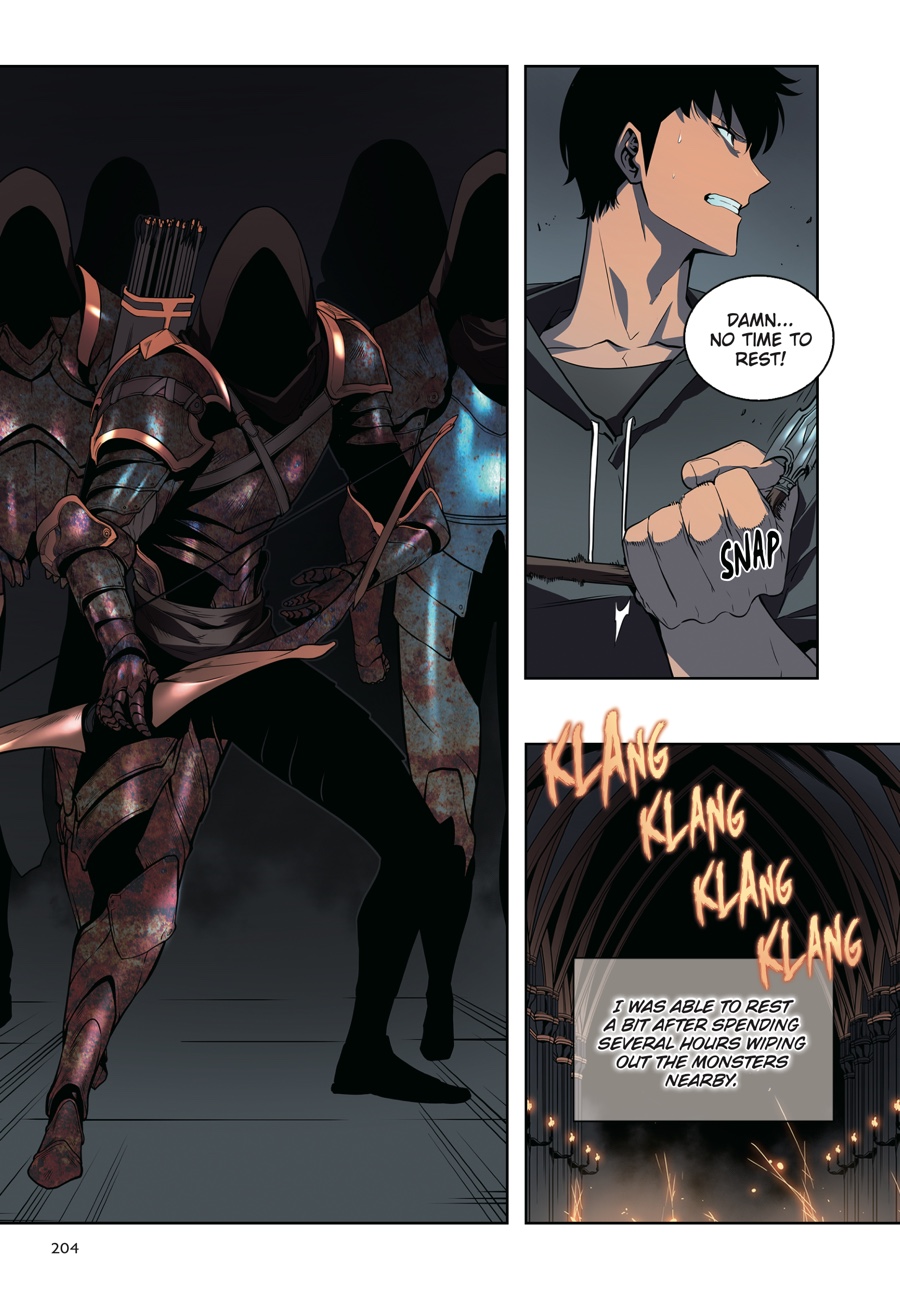 DAMN...
NO TIME TO
REST!
SNAP
KLANG
KLANG
KLANG
KLANG
I WAS ABLE TO REST
A BIT AFTER SPENDING
SEVERAL HOURS WIPING
OUT THE MONSTERS
NEARBY.
204